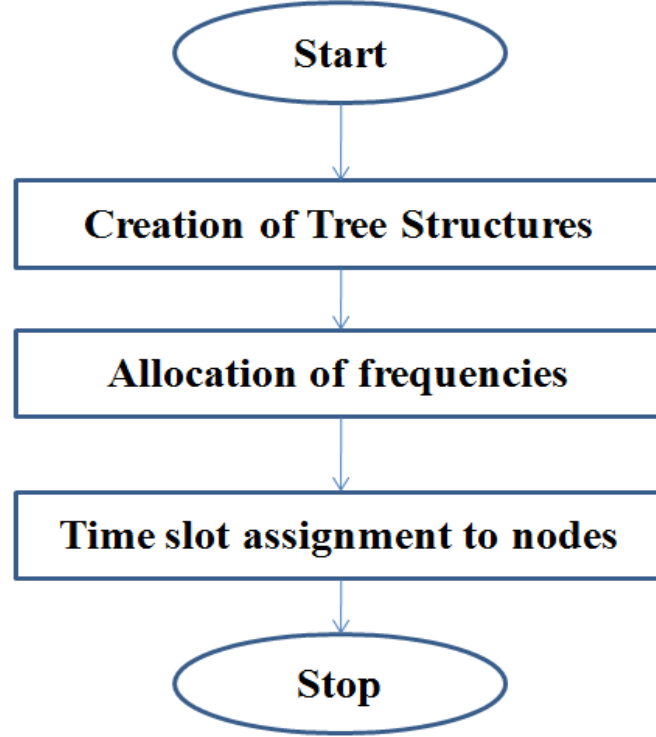 Start
Creation of Tree Structures
Allocation of frequencies
Time slot assignment to nodes
Stop